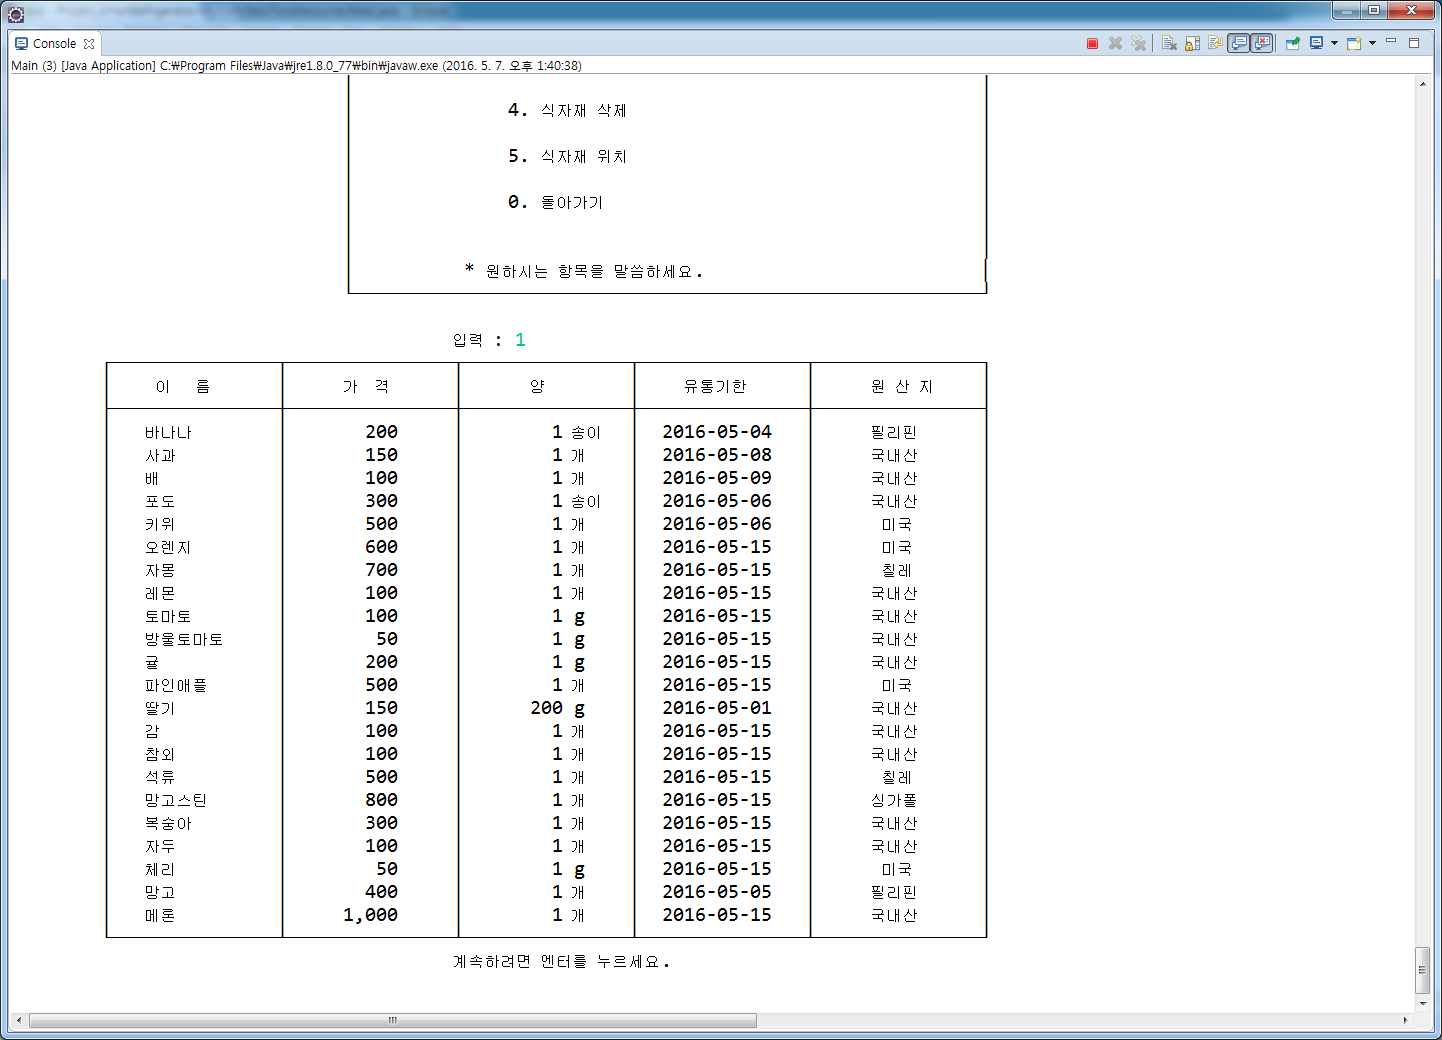 Console
Main (3) [Java Application] C:₩Program Files₩Java₩jre1.8.0_77₩bin₩javaw.exe (2016. 5. 7. 오후 1:40:38)
4. 식자재 삭제
5. 식자재 위치
0. 돌아가기
* 원하시는 항목을 말씀하세요.
입력 : 1
이 름 가 격 양 유통기한 원 산 지
바나나 200 1 송이 2016-05-04 필리핀
사과 150 1 개 2016-05-08 국내산
배 100 1 개 2016-05-09 국내산
포도 300 1 송이 2016-05-06 국내산
키위 500 1 개 2016-05-06 미국
오렌지 600 1 개 2016-05-15 미국
자몽 700 1 개 2016-05-15 칠레
레몬 100 1 개 2016-05-15 국내산
토마토 100 1 g 2016-05-15 국내산
방울토마토 50 1 g 2016-05-15 국내산
귤 200 1 g 2016-05-15 국내산
파인애플 500 1 개 2016-05-15 미국
딸기 150 200 g 2016-05-01 국내산
감 100 1 개 2016-05-15 국내산
참외 100 1 개 2016-05-15 국내산
석류 500 1 개 2016-05-15 칠레
망고스틴 800 1 개 2016-05-15 싱가폴
복숭아 300 1 개 2016-05-15 국내산
자두 100 1 개 2016-05-15 국내산
체리 50 1 g 2016-05-15 미국
망고 400 1 개 2016-05-05 필리핀
메론 1,000 1 개 2016-05-15 국내산
계속하려면 엔터를 누르세요.